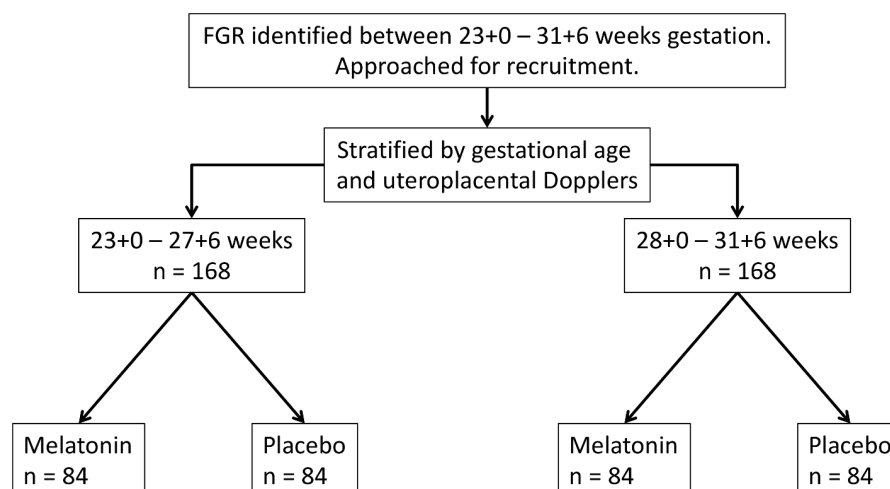 FGR identified between 23+0 – 31+6 weeks gestation.
Approached for recruitment.
Stratified by gestational age
and uteroplacental Dopplers
23+0 – 27+6 weeks
n = 168
28+0 – 31+6 weeks
n = 168
Melatonin
n = 84
Placebo
n = 84
Melatonin
n = 84
Placebo
n = 84